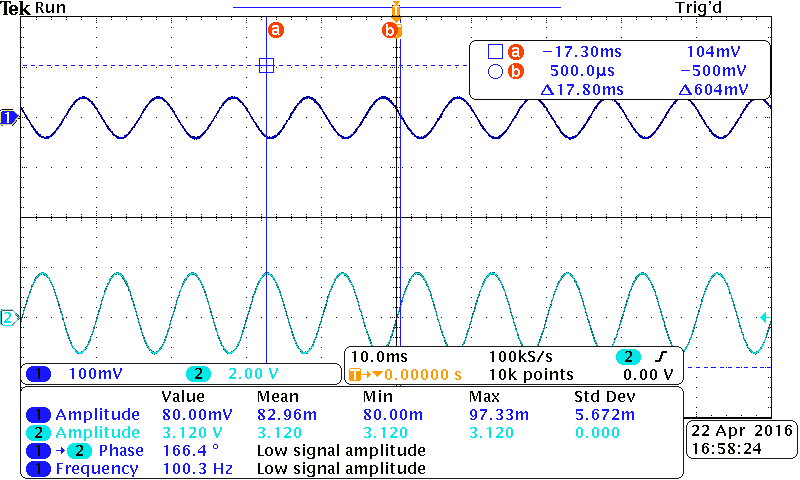 Tek Run Trig'd
T
a b
a −17.30ms 104mV
b 500.0µs −500mV
Δ17.80ms Δ604mV
1
2
1 100mV 2 2.00 V
10.0ms 100kS/s 2
T→▼0.00000 s 10k points 0.00 V
Value Mean Min Max Std Dev
1 Amplitude 80.00mV 82.96m 80.00m 97.33m 5.672m
2 Amplitude 3.120 V 3.120 3.120 3.120 0.000
1 → 2 Phase 166.4 ° Low signal amplitude
1 Frequency 100.3 Hz Low signal amplitude
22 Apr 2016
16:58:24